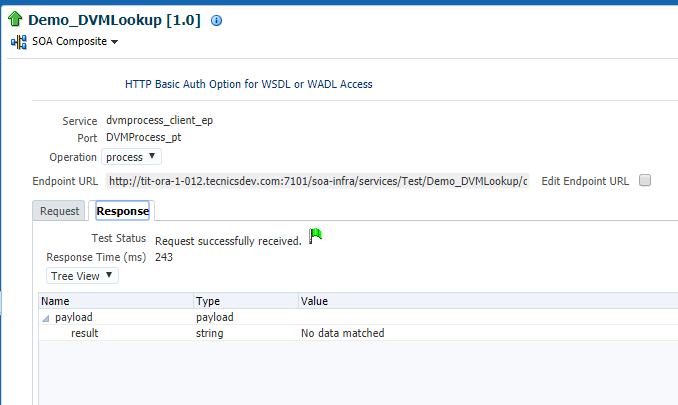 Demo_DVMLookup [1.0]
SOA Composite
HTTP Basic Auth Option for WSDL or WADL Access
Service dvmprocess_client_ep
Port DVMProcess_pt
Operation process
Endpoint URL http://tit-ora-1-012.tecnicsdev.com:7101/soa-infra/services/Test/Demo_DVMLookup/ Edit Endpoint URL
Request Response
Test Status Request successfully received.
Response Time (ms) 243
Tree View
Name Type Value
payload payload
result string No data matched